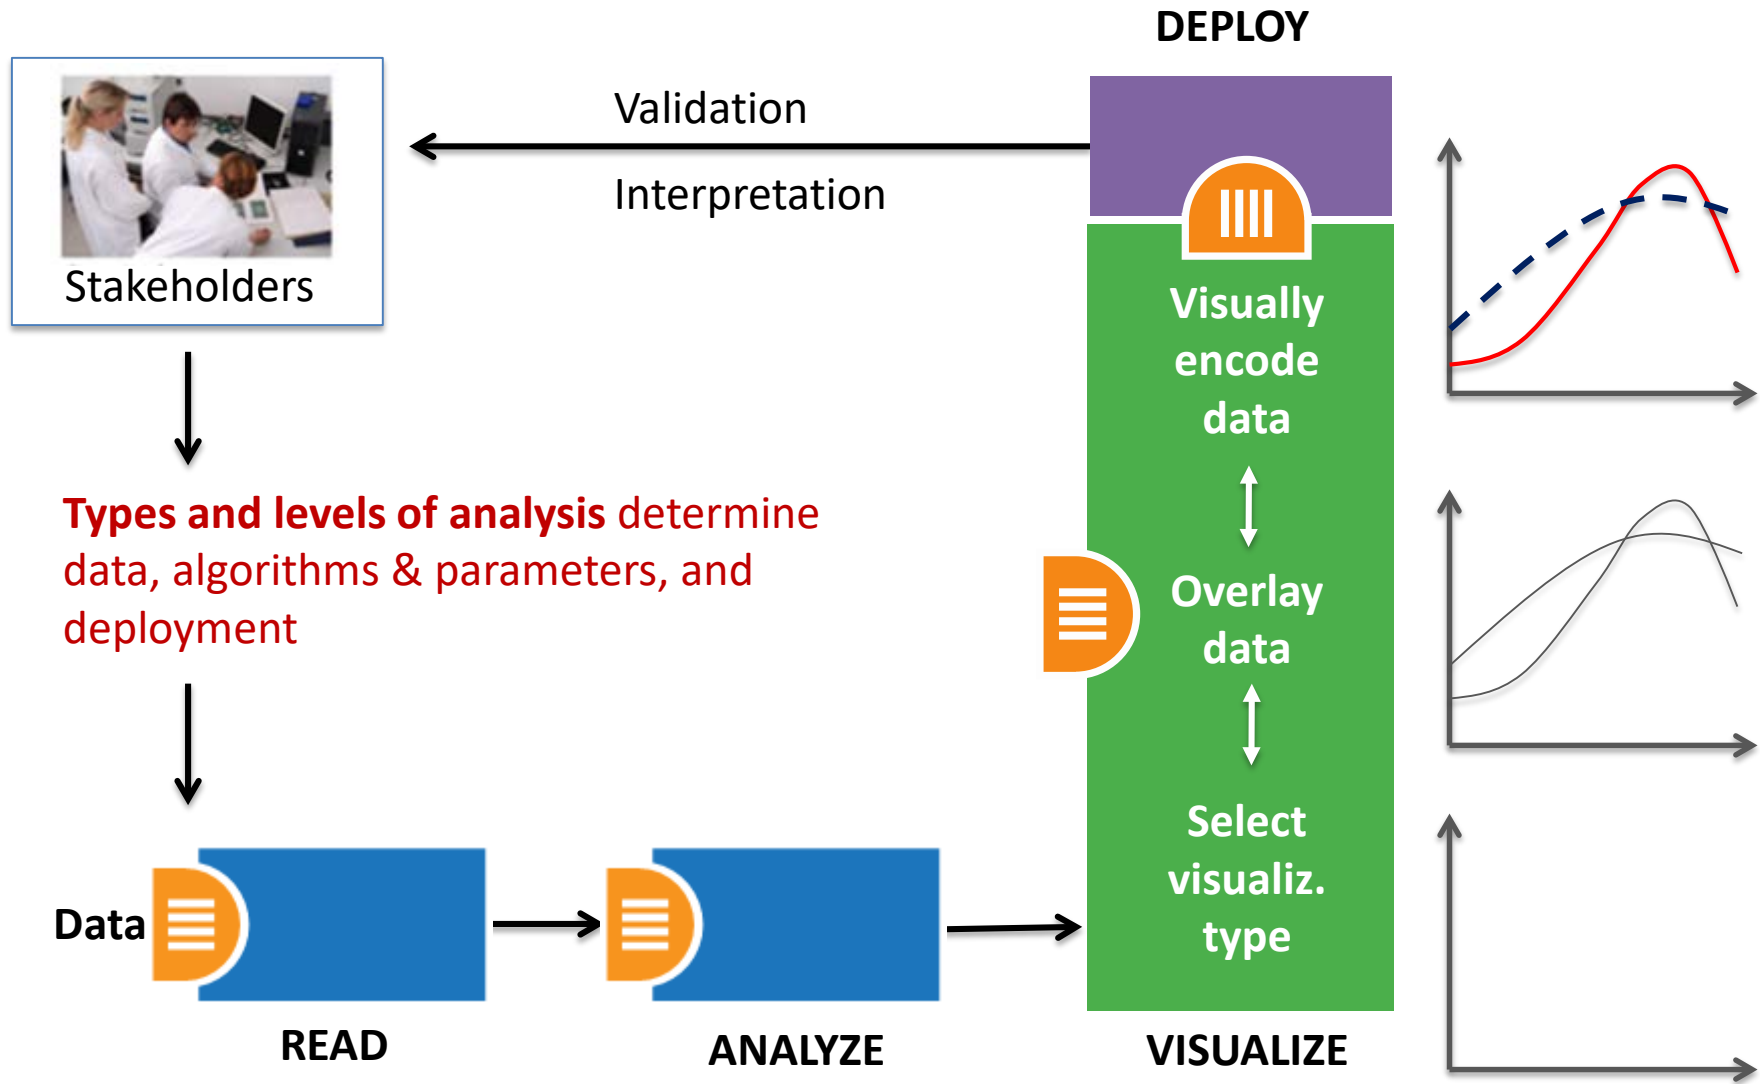 DEPLOY
Validation
Interpretation
Stakeholders
Visually
encode
data
Types and levels of analysis determine
data, algorithms & parameters, and
deployment
Overlay
data
Select
visualiz.
type
Data
READ
ANALYZE
VISUALIZE